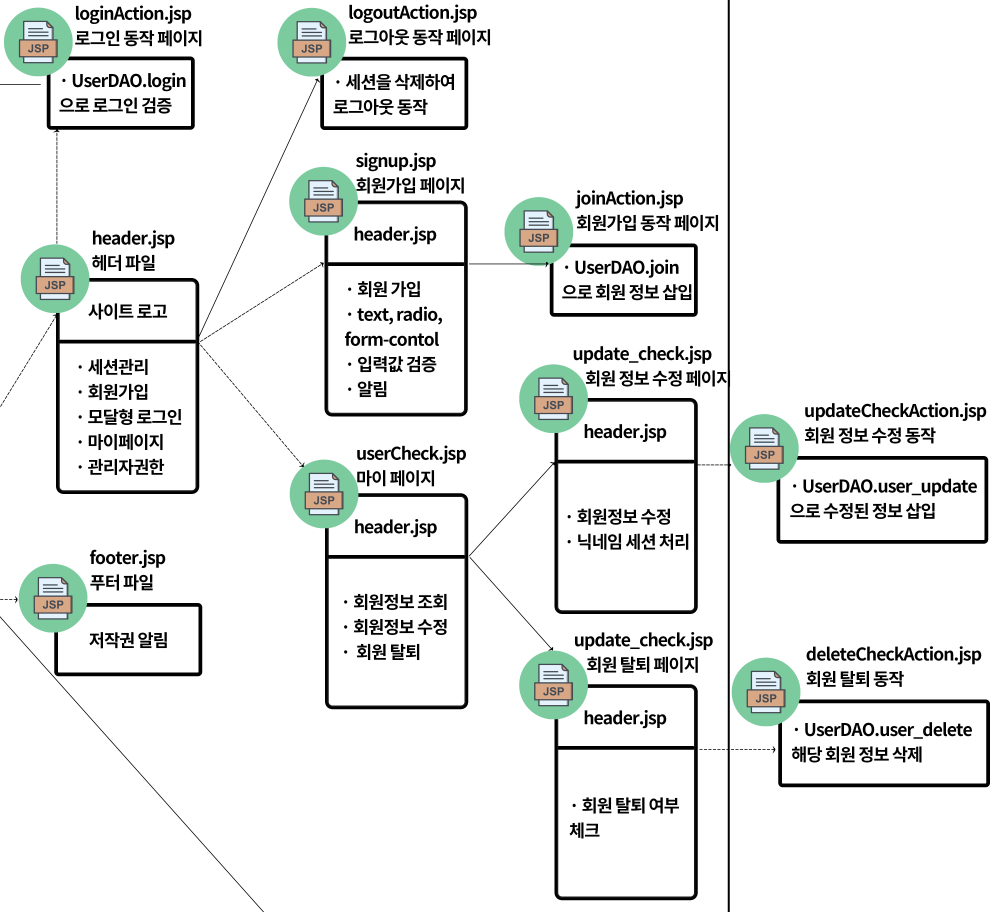 loginAction.jsp
로그인 동작 페이지
JSP
· UserDAO.login
으로 로그인 검증
logoutAction.jsp
로그아웃 동작 페이지
JSP
· 세션을 삭제하여
로그아웃 동작
signup.jsp
회원가입 페이지
JSP
header.jsp
· 회원 가입
· text, radio,
form-contol
· 입력값 검증
· 알림
joinAction.jsp
회원가입 동작 페이지
JSP
· UserDAO.join
으로 회원 정보 삽입
header.jsp
헤더 파일
JSP
사이트 로고
· 세션관리
· 회원가입
· 모달형 로그인
· 마이페이지
· 관리자권한
update_check.jsp
회원 정보 수정 페이지
JSP
header.jsp
· 회원정보 수정
· 닉네임 세션 처리
updateCheckAction.jsp
회원 정보 수정 동작
JSP
· UserDAO.user_update
으로 수정된 정보 삽입
userCheck.jsp
마이 페이지
JSP
header.jsp
· 회원정보 조회
· 회원정보 수정
· 회원 탈퇴
footer.jsp
푸터 파일
JSP
저작권 알림
update_check.jsp
회원 탈퇴 페이지
JSP
header.jsp
· 회원 탈퇴 여부
체크
deleteCheckAction.jsp
회원 탈퇴 동작
JSP
· UserDAO.user_delete
해당 회원 정보 삭제